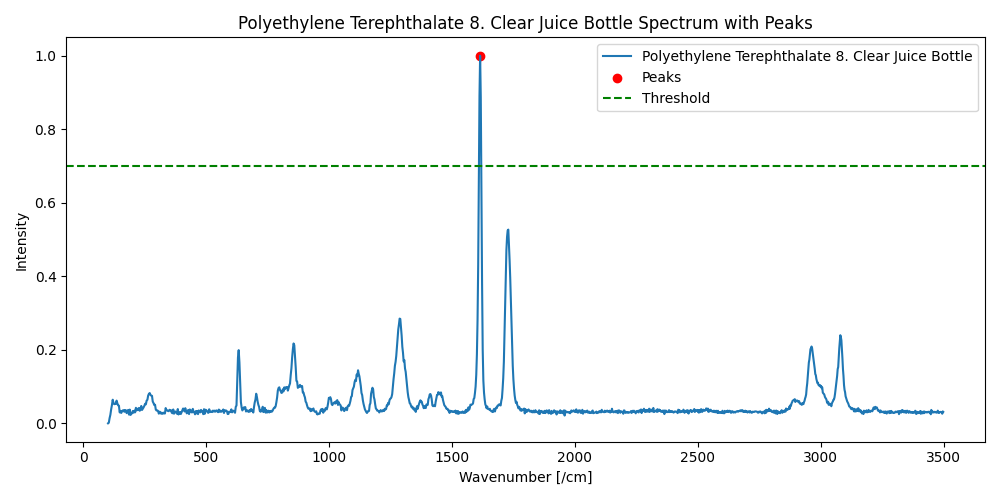 Polyethylene Terephthalate 8. Clear Juice Bottle Spectrum with Peaks
Polyethylene Terephthalate 8. Clear Juice Bottle
Peaks
Threshold
Intensity
1.0
0.8
0.6
0.4
0.2
0.0
0 500 1000 1500 2000 2500 3000 3500
Wavenumber [/cm]